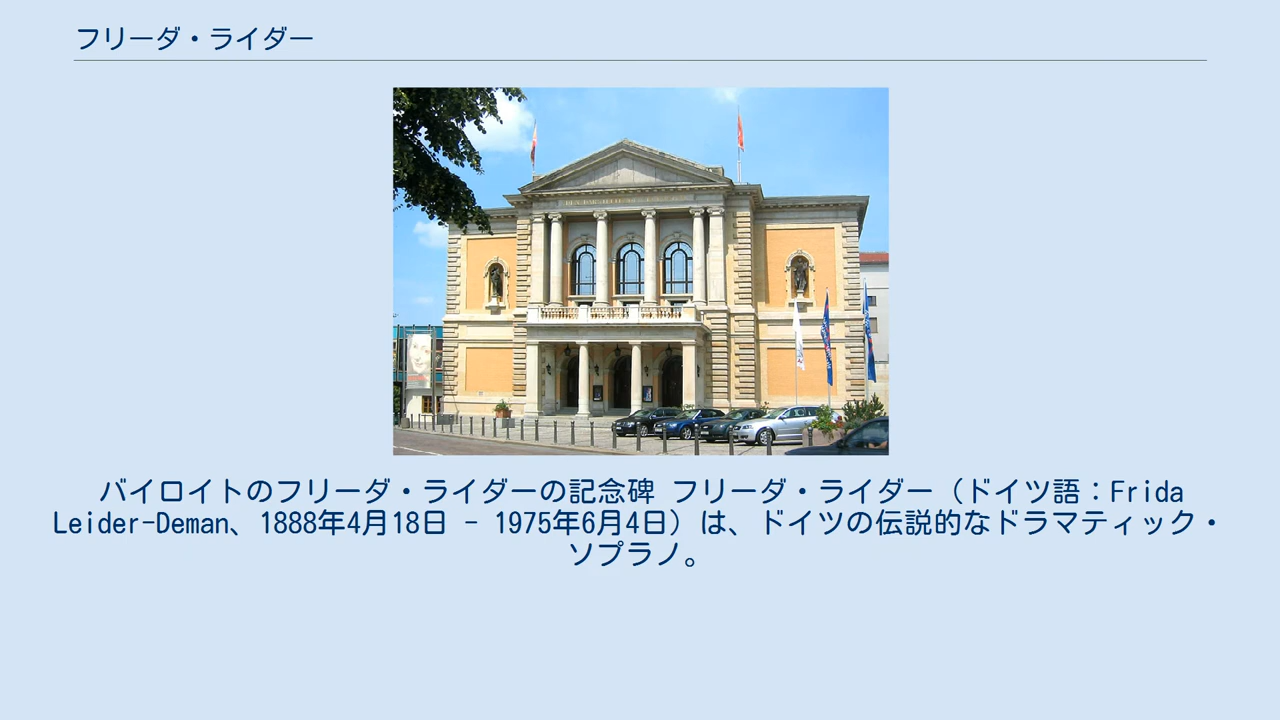 フリーダ・ライダー
バイロイトのフリーダ・ライダーの記念碑 フリーダ・ライダー（ドイツ語：Frida
Leider-Deman、1888年4月18日 - 1975年6月4日）は、ドイツの伝説的なドラマティック・
ソプラノ。